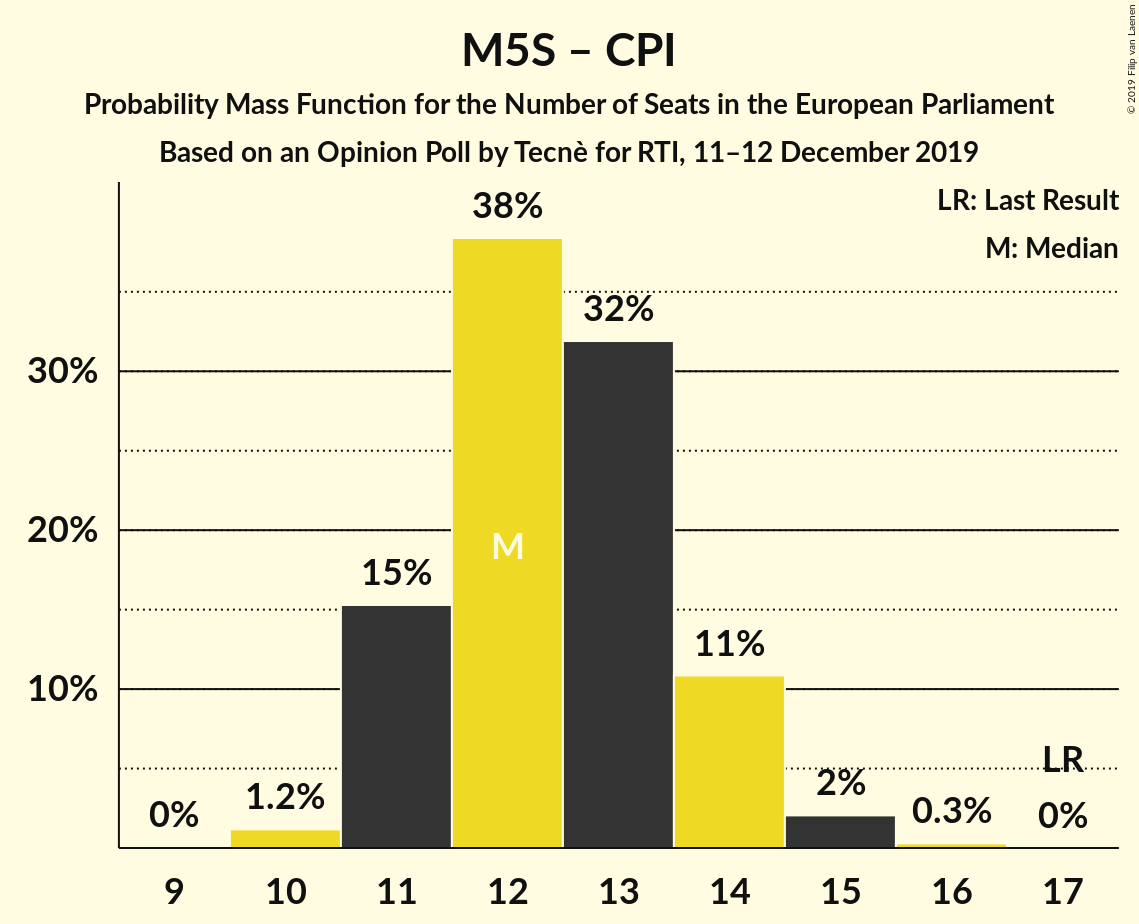 M5S – CPI
Probability Mass Function for the Number of Seats in the European Parliament
Based on an Opinion Poll by Tecnè for RTI, 11–12 December 2019
© 2019 Filip van Laenen
LR: Last Result
M: Median
38%
32%
30%
20%
M
15%
11%
10%
LR
2%
1.2%
0.3%
0%
0%
9 10 11 12 13 14 15 16 17